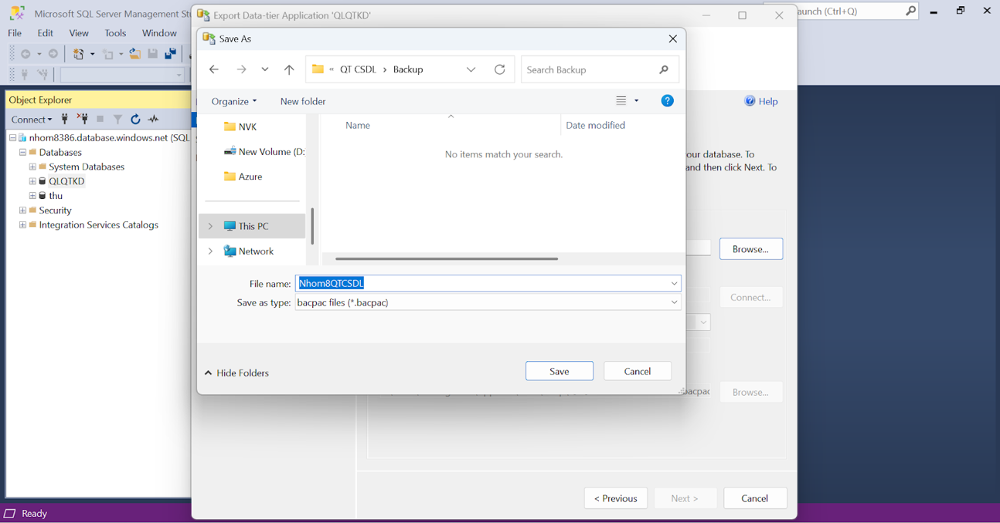 Microsoft SQL Server Management Stu
Export Data-tier Application 'QLQTKD'
aunch (Ctrl+Q)
File Edit View Tools Window
Save As
« QT CSDL > Backup
Search Backup
Organize
New folder
Object Explorer
Connect
nhom8386.database.windows.net (SQL
Databases
System Databases
QLQTKD
thu
Security
Integration Services Catalogs
NVK
New Volume (D:
Azure
This PC
Network
Name
Date modified
No items match your search.
Help
our database. To
and then click Next. To
Browse...
File name: Nhom8QTCSDL
Save as type: bacpac files (*.bacpac)
Connect...
Hide Folders
Save
Cancel
bacpac
Browse...
< Previous
Next >
Cancel
Ready